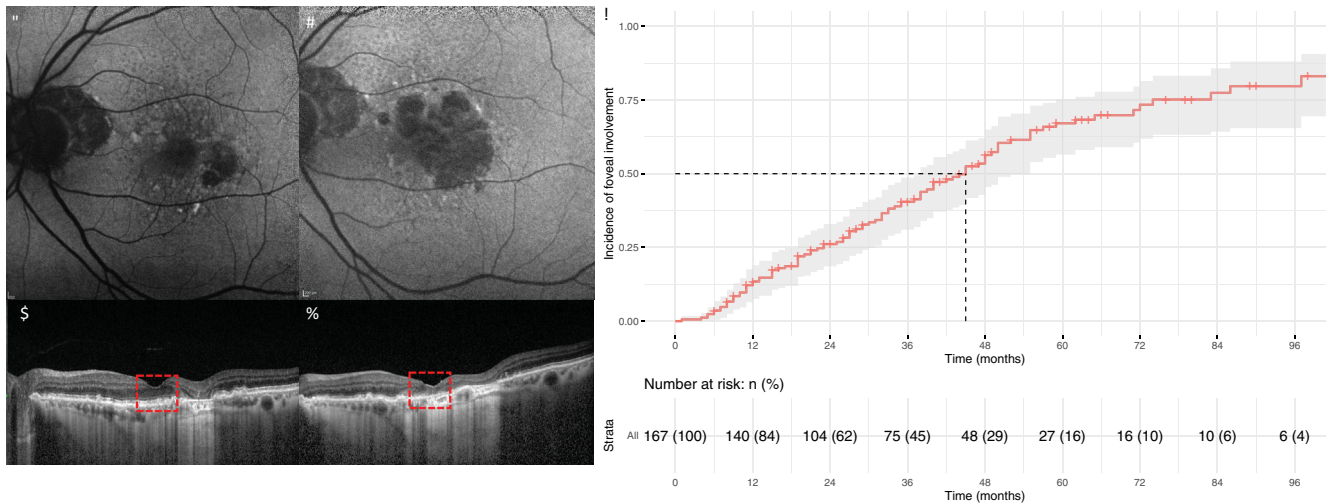 "
#
$
%
!
1.00
0.75
0.50
0.25
0.00
Incidence of foveal involvement
0 12 24 36 48 60 72 84 96
Time (months)
Number at risk: n (%)
Strata
All 167 (100) 140 (84) 104 (62) 75 (45) 48 (29) 27 (16) 16 (10) 10 (6) 6 (4)
0 12 24 36 48 60 72 84 96
Time (months)